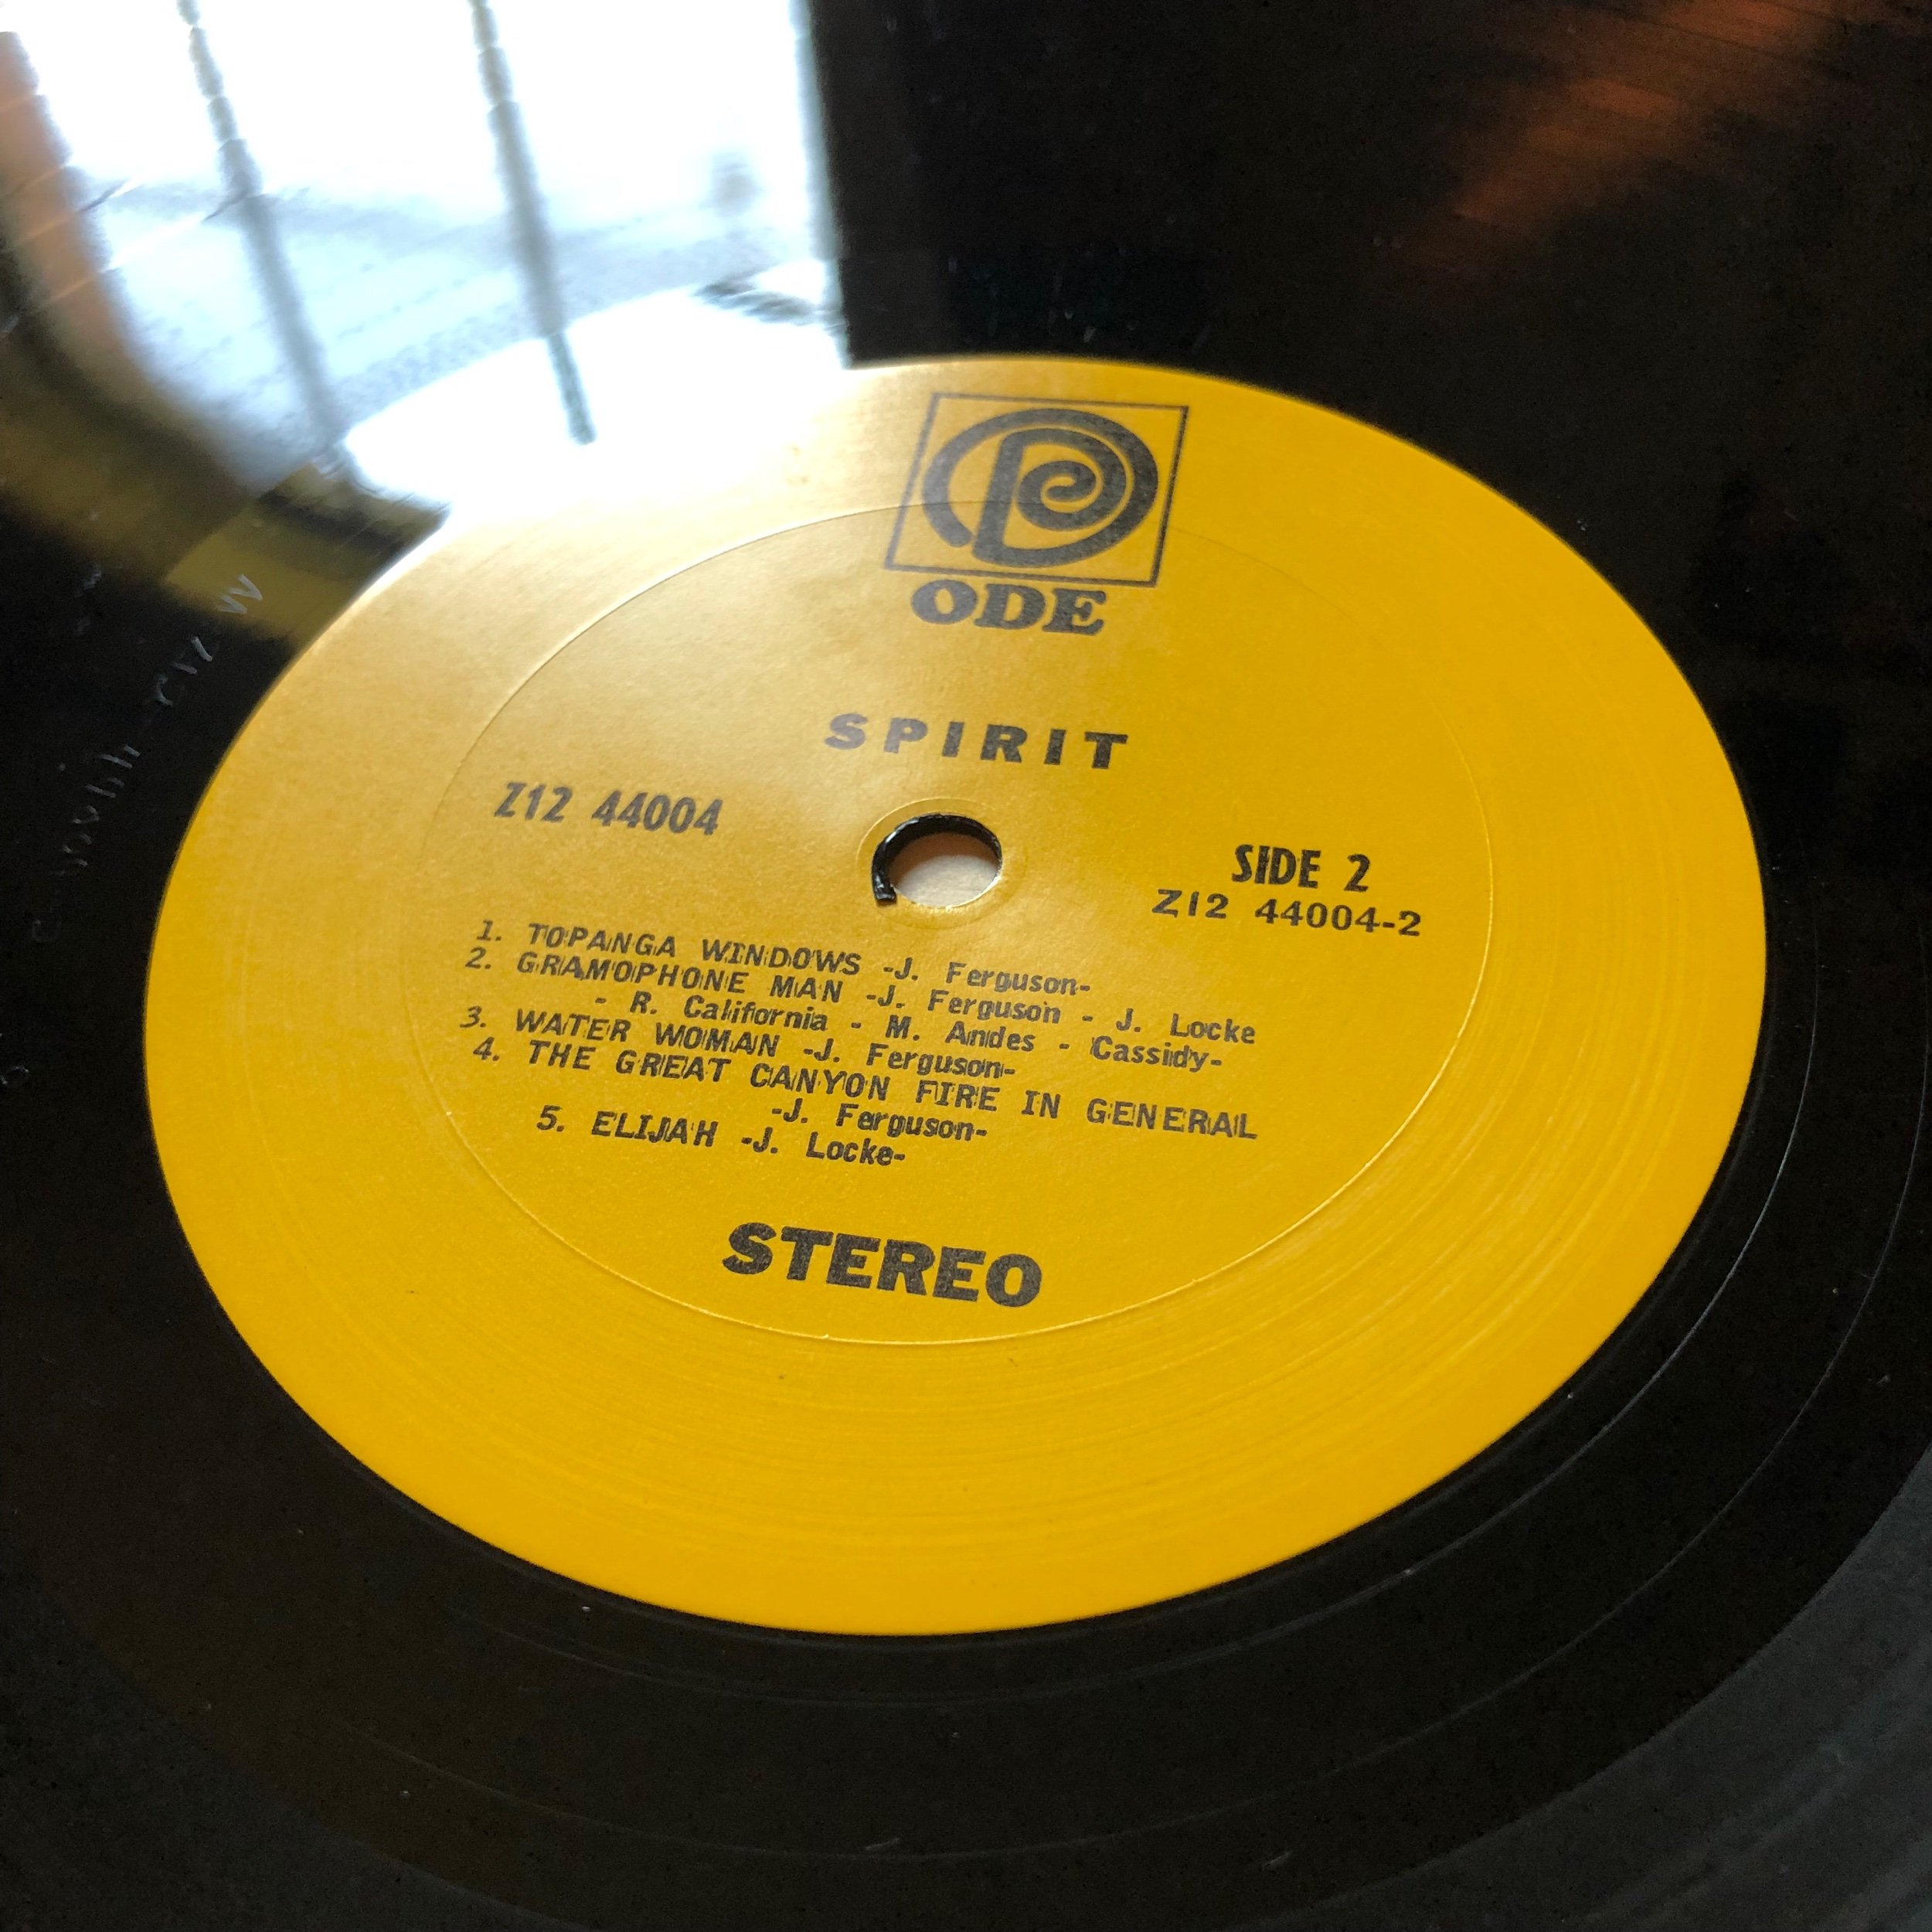 ODE
SPIRIT
Z12 44004
SIDE 2
Z12 44004-2
1. TOPANGA WINDOWS -J. Ferguson-
2. GRAMOPHONE MAN -J. Ferguson - J. Locke
- R. California - M. Andes - Cassidy-
3. WATER WOMAN -J. Ferguson-
4. THE GREAT CANYON FIRE IN GENERAL
-J. Ferguson-
5. ELIJAH -J. Locke-
STEREO